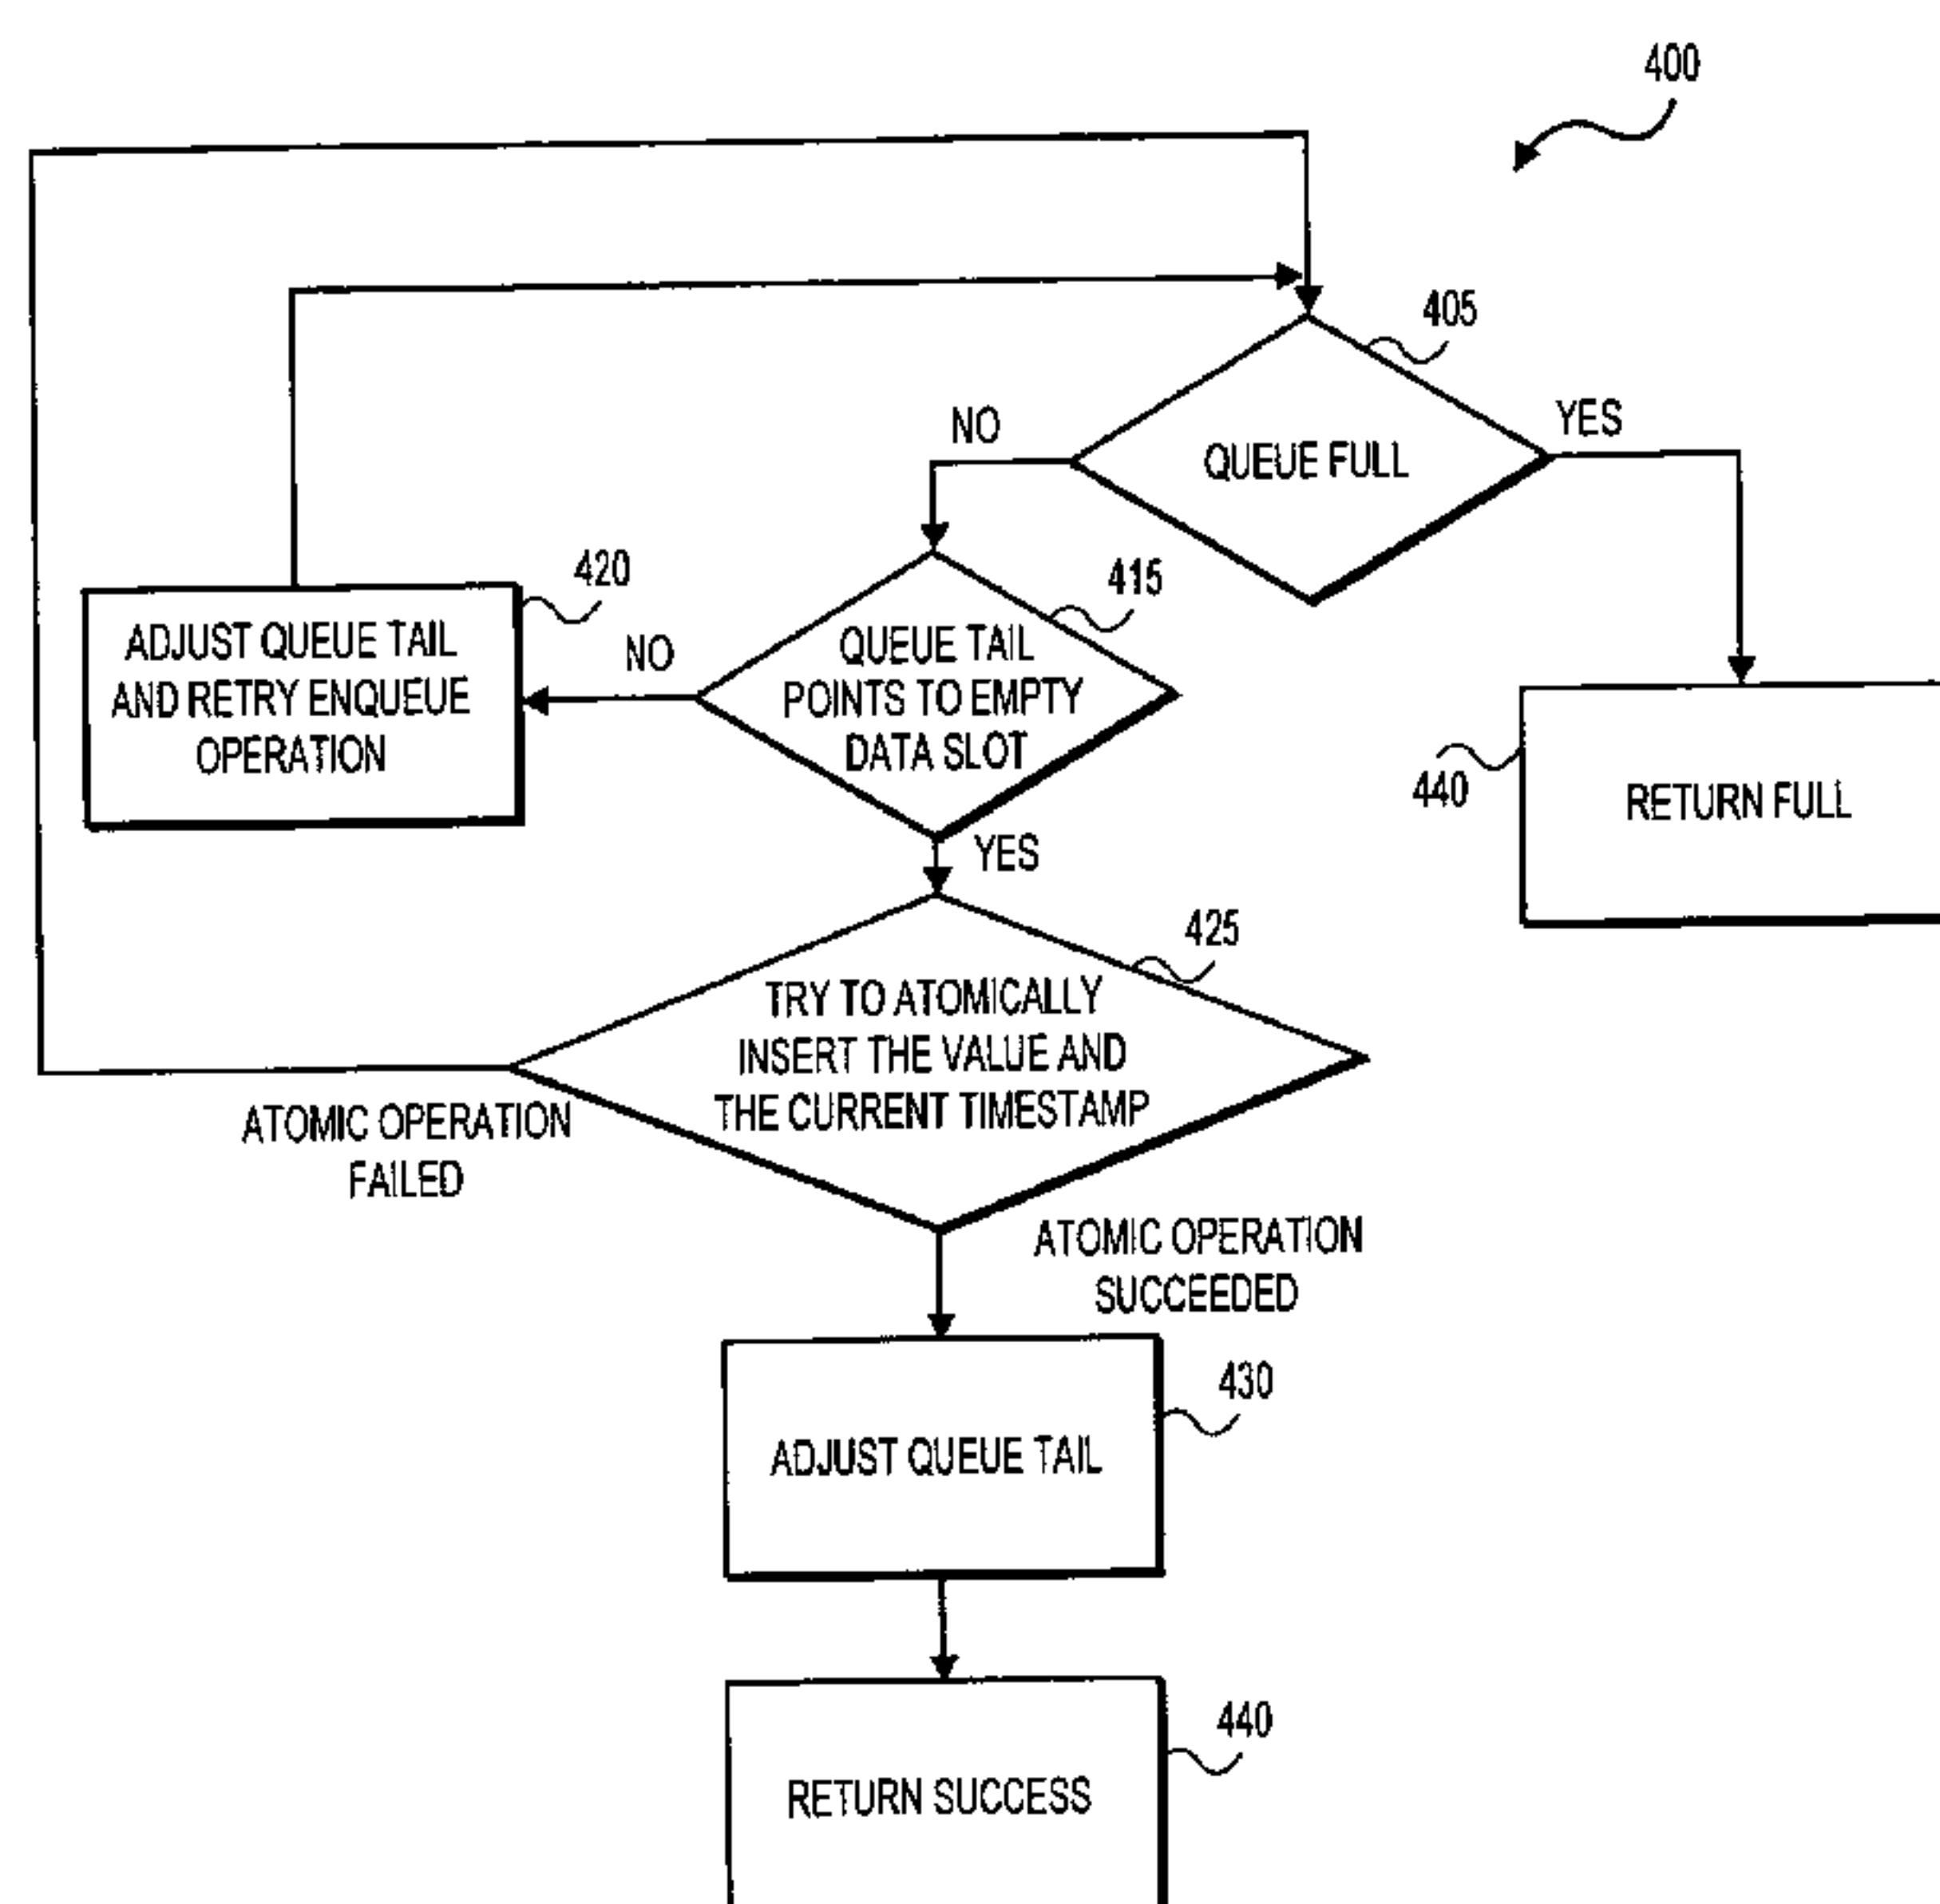 400
405
NO
YES
QUEUE FULL
420
415
ADJUST QUEUE TAIL
AND RETRY ENQUEUE
OPERATION
NO
QUEUE TAIL
POINTS TO EMPTY
DATA SLOT
440
RETURN FULL
YES
425
TRY TO ATOMICALLY
INSERT THE VALUE AND
THE CURRENT TIMESTAMP
ATOMIC OPERATION
FAILED
ATOMIC OPERATION
SUCCEEDED
430
ADJUST QUEUE TAIL
440
RETURN SUCCESS